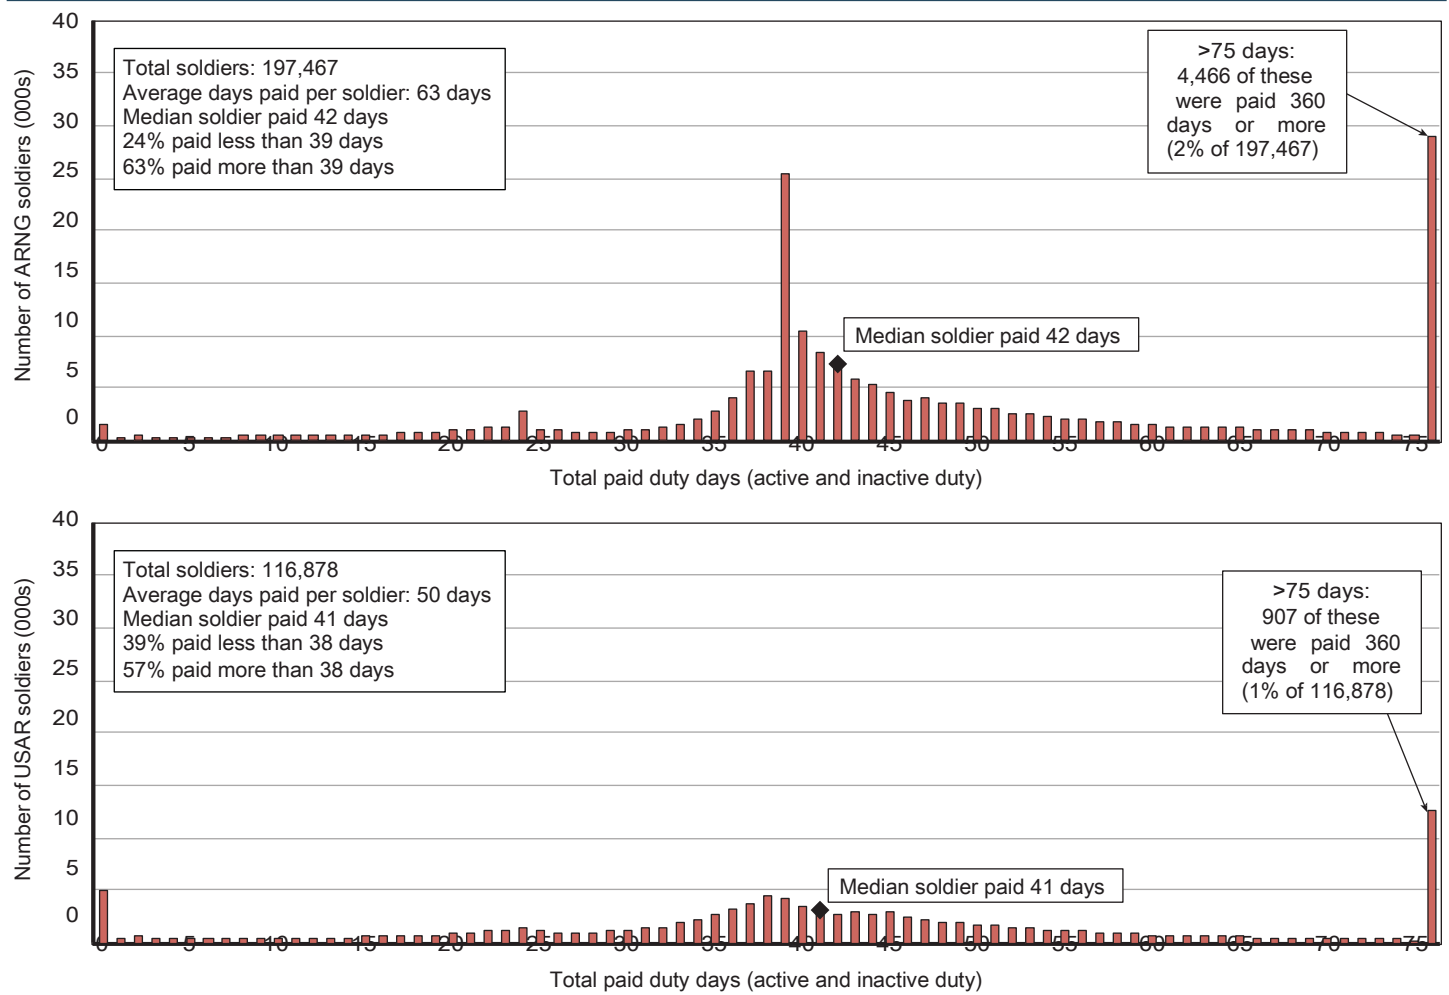 40
35
30
25
20
15
10
5
0
Number of ARNG soldiers (000s)
Total soldiers: 197,467
Average days paid per soldier: 63 days
Median soldier paid 42 days
24% paid less than 39 days
63% paid more than 39 days
>75 days:
4,466 of these
were paid 360
days or more
(2% of 197,467)
Median soldier paid 42 days
0 5 10 15 20 25 30 35 40 45 50 55 60 65 70 75
Total paid duty days (active and inactive duty)
40
35
30
25
20
15
10
5
0
Number of USAR soldiers (000s)
Total soldiers: 116,878
Average days paid per soldier: 50 days
Median soldier paid 41 days
39% paid less than 38 days
57% paid more than 38 days
>75 days:
907 of these
were paid 360
days or more
(1% of 116,878)
Median soldier paid 41 days
0 5 10 15 20 25 30 35 40 45 50 55 60 65 70 75
Total paid duty days (active and inactive duty)